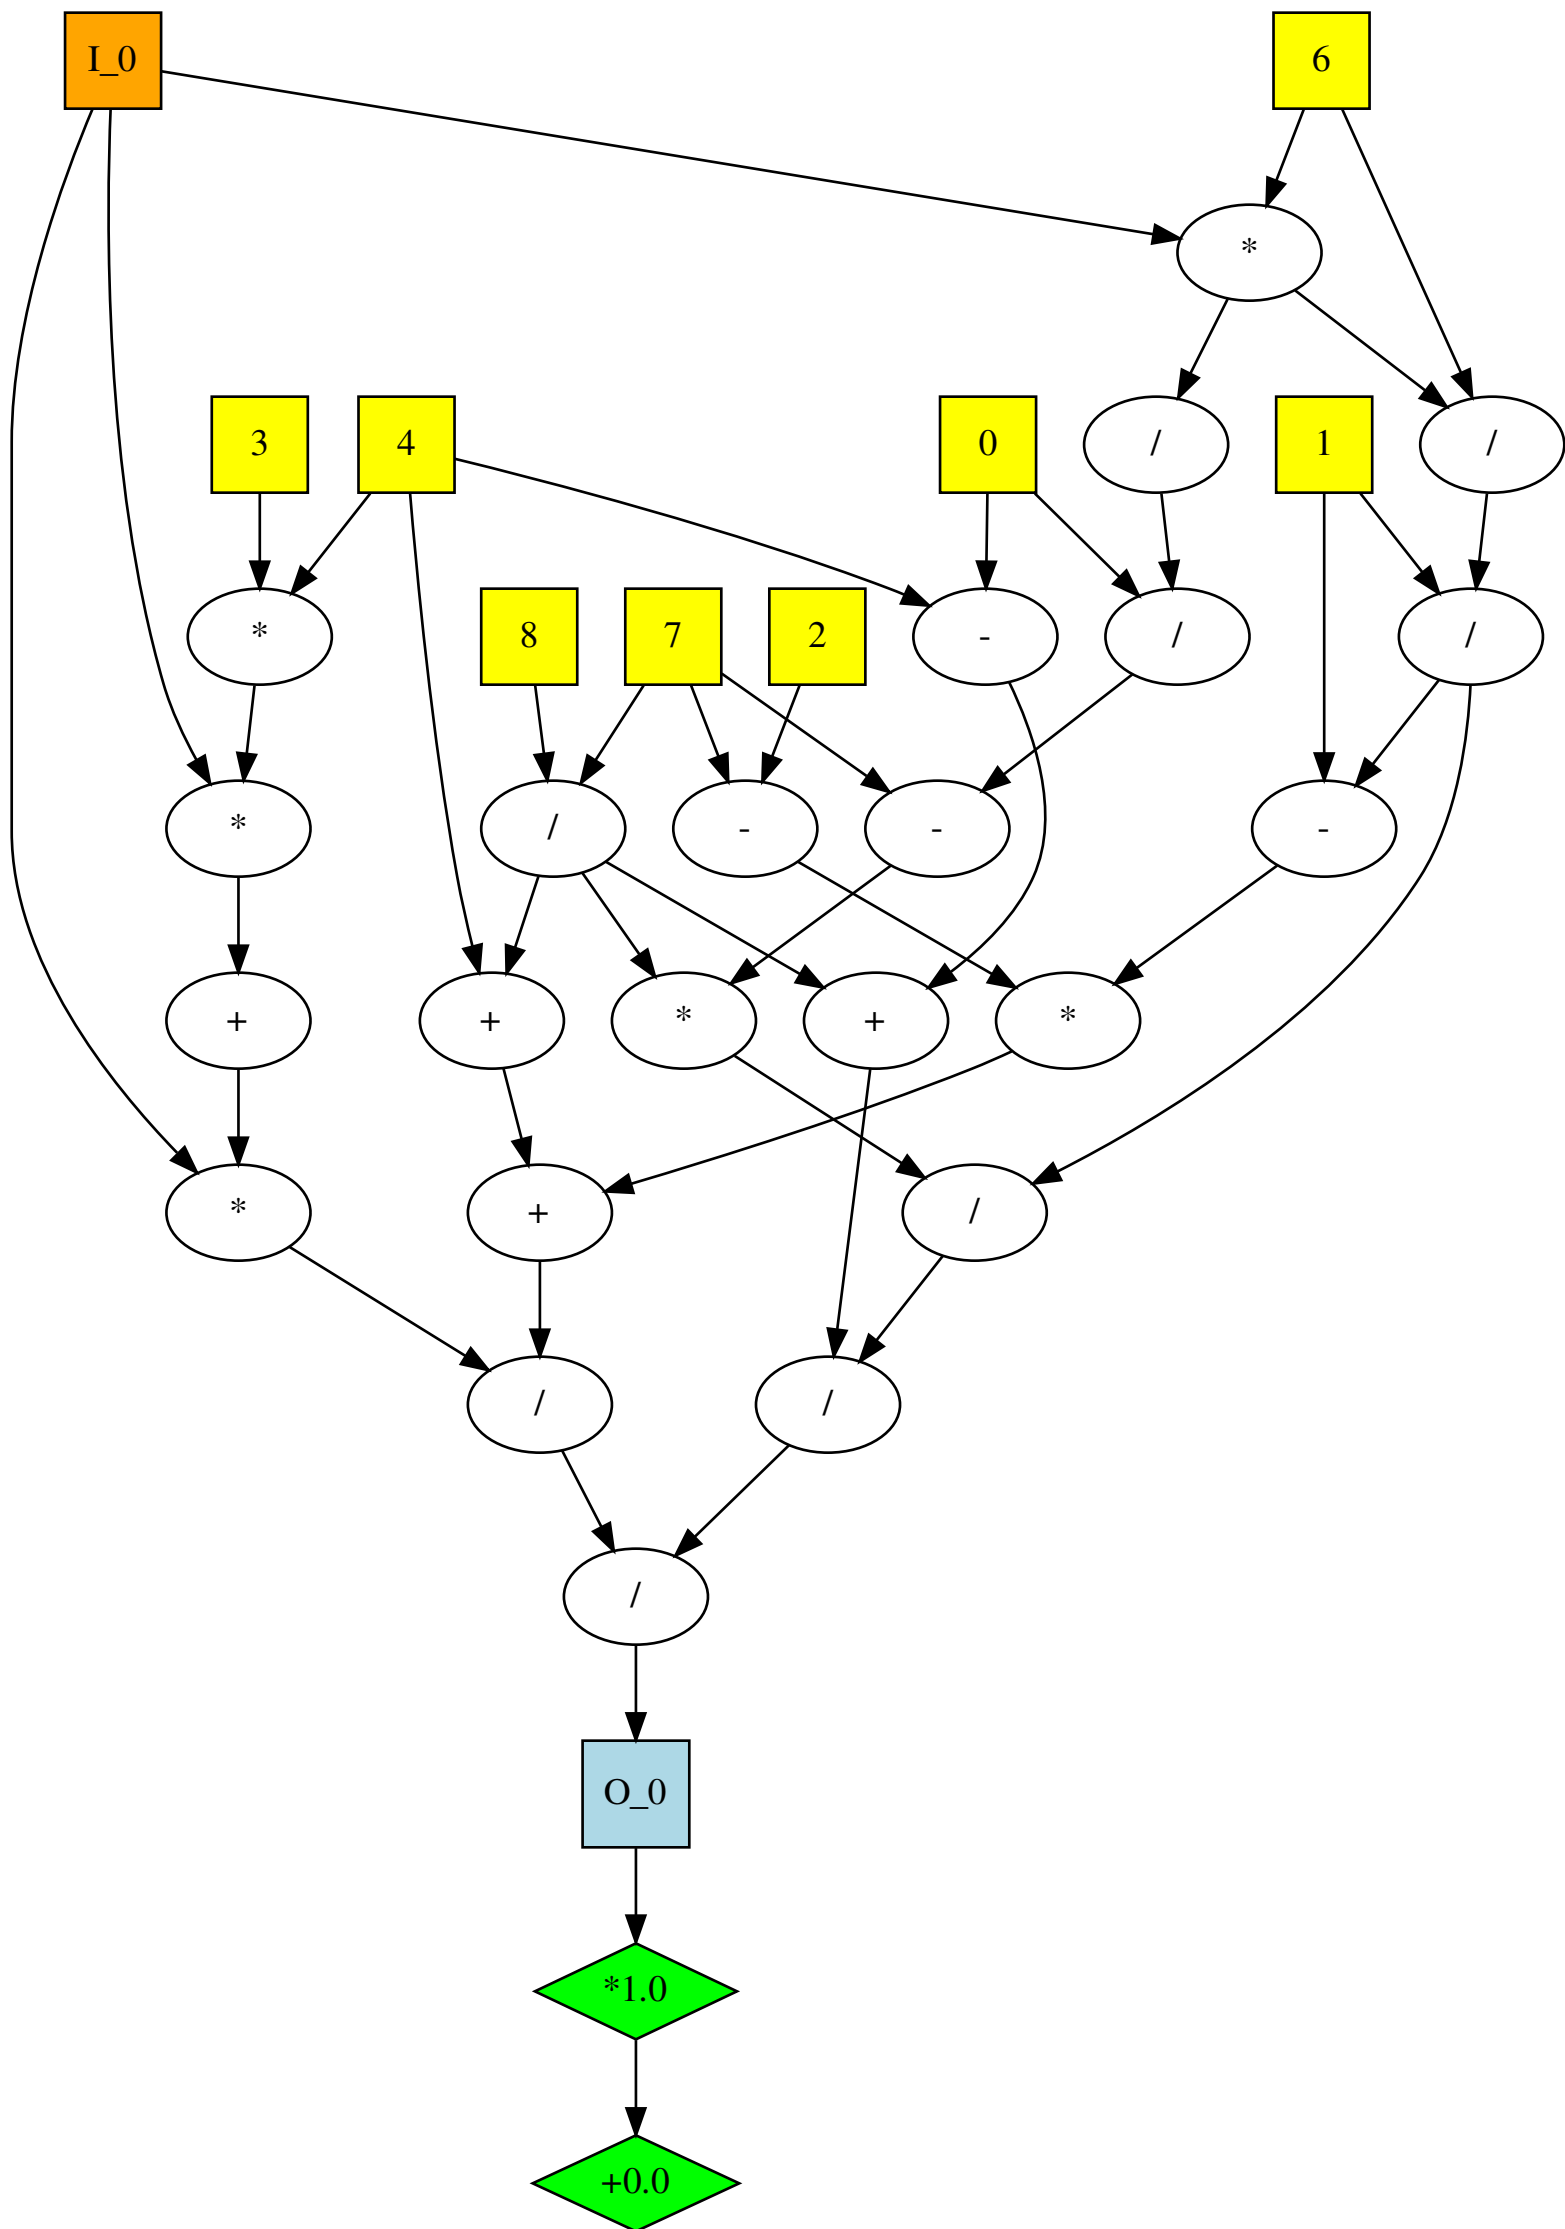 I_0 6
*
3 4 0 / 1 /
* 8 7 2 - / /
* / - - -
+ + * + *
* + /
/ /
/
O_0
*1.0
+0.0